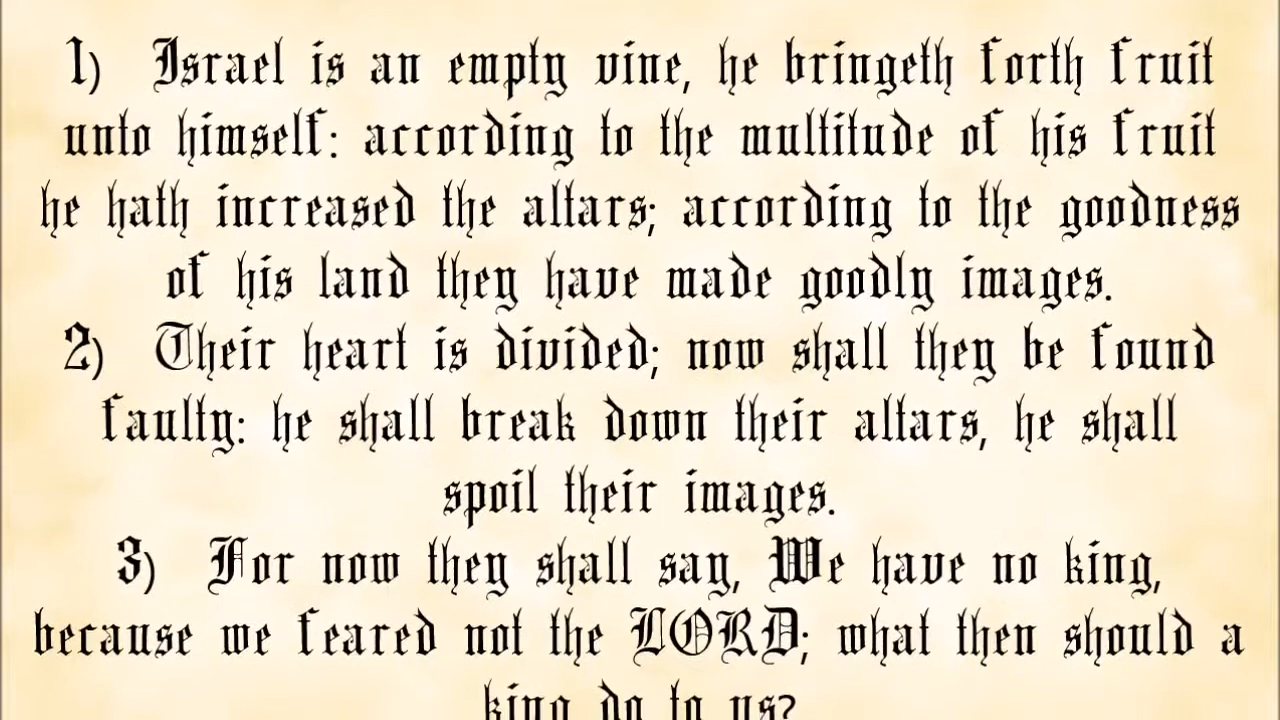 1) Israel is an empty vine, he bringeth forth fruit
unto himself: according to the multitude of his fruit
he hath increased the altars; according to the goodness
of his land they have made goodly images.
2) Their heart is divided; now shall they be found
faulty: he shall break down their altars, he shall
spoil their images.
3) For now they shall say, We have no king,
because we feared not the LORD; what then should a
king do to us?